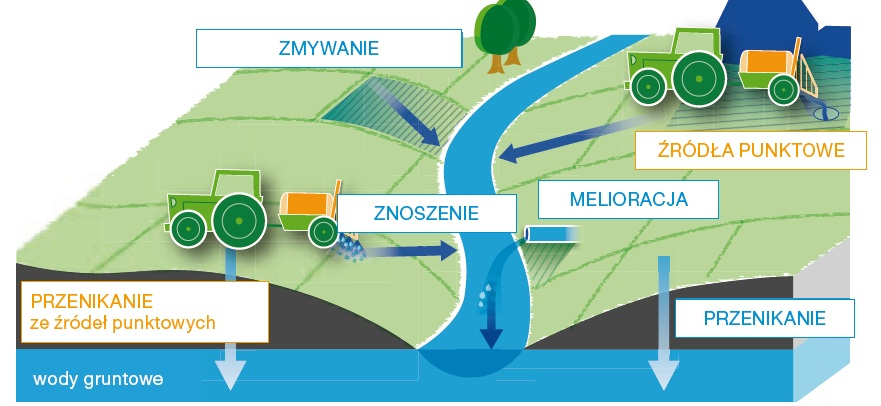 ZMYWANIE
ŹRÓDŁA PUNKTOWE
MELIORACJA
ZNOSZENIE
PRZENIKANIE
ze źródeł punktowych
PRZENIKANIE
wody gruntowe